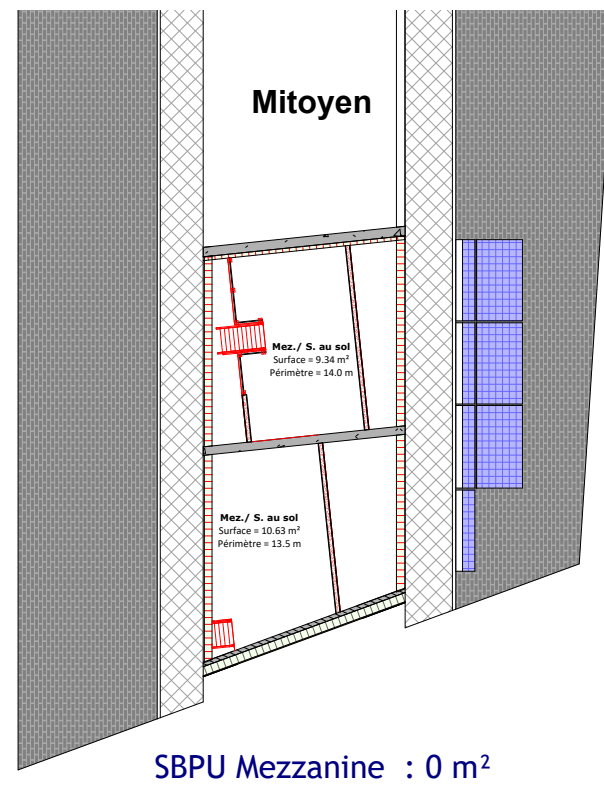 Mitoyen
Mez./ S. au sol
Surface = 9.34 m²
Périmètre = 14.0 m
Mez./ S. au sol
Surface = 10.63 m²
Périmètre = 13.5 m
SBPU Mezzanine : 0 m²